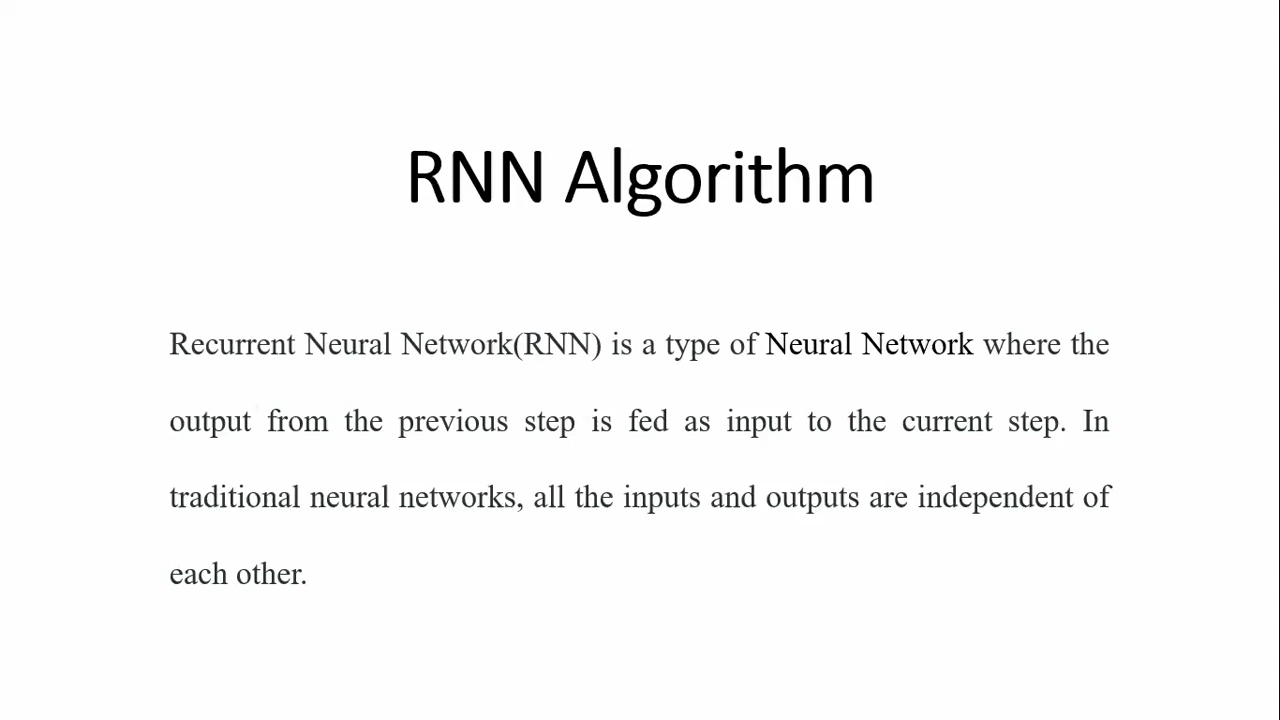 RNN Algorithm
Recurrent Neural Network(RNN) is a type of Neural Network where the
output from the previous step is fed as input to the current step. In
traditional neural networks, all the inputs and outputs are independent of
each other.